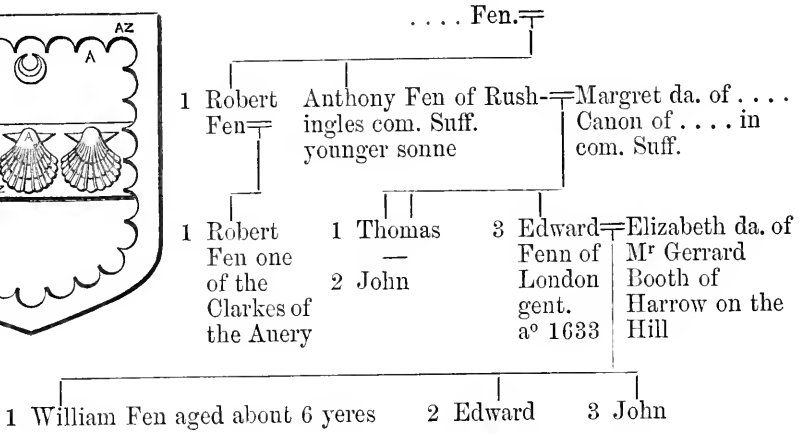 . . . . Fen.
AZ
A
1 Robert
Fen
Anthony Fen of Rush-
ingles com. Suff.
younger sonne
Margret da. of . . . .
Canon of . . . . in
com. Suff.
A
Z
1 Robert
Fen one
of the
Clarkes of
the Auery
1 Thomas
—
2 John
3 Edward
Fenn of
London
gent.
aº 1633
Elizabeth da. of
Mʳ Gerrard
Booth of
Harrow on the
Hill
1 William Fen aged about 6 yeres
2 Edward
3 John